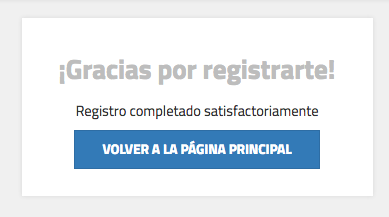 ¡Gracias por registrarte!
Registro completado satisfactoriamente
VOLVER A LA PÁGINA PRINCIPAL